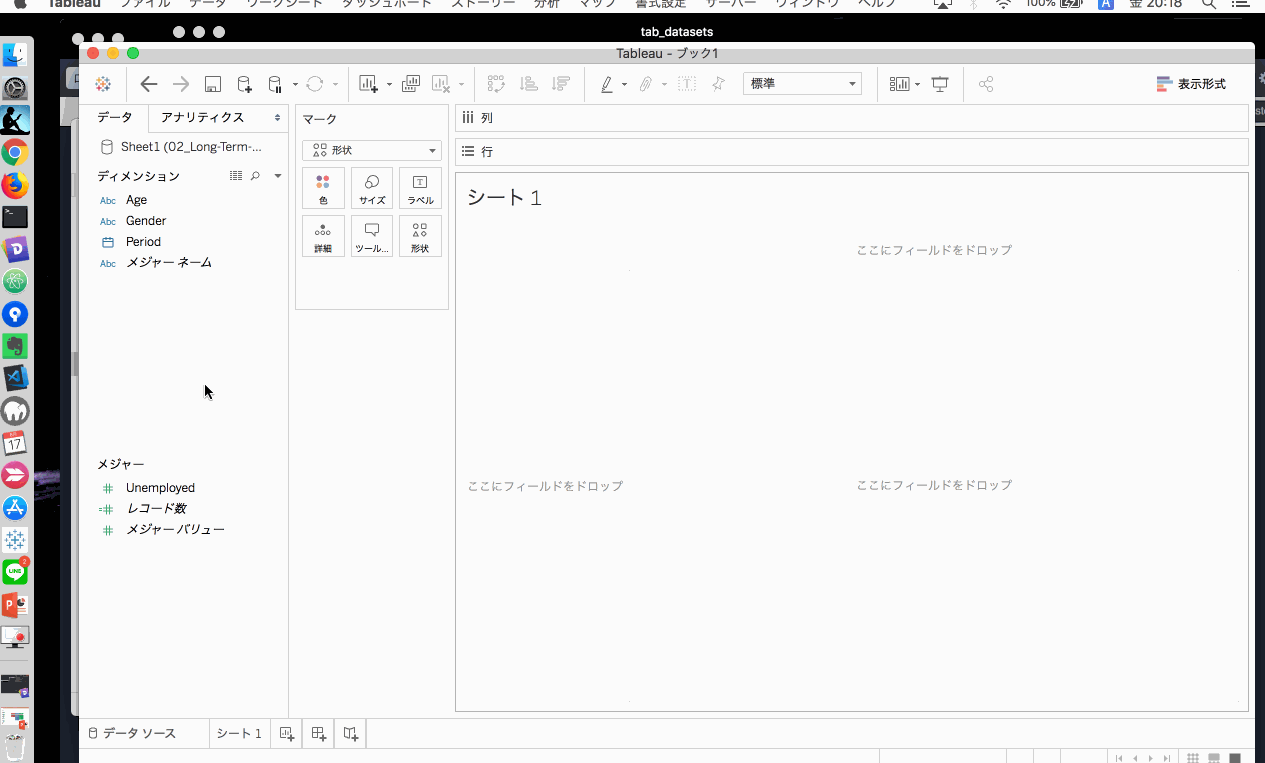 Tableau ファイル データ ワークシート ダッシュボード ストーリー 分析 マップ 書式設定 サーバー ウィンドウ ヘルプ 100% A 金 20:18
tab_datasets
Tableau - ブック1
標準
表示形式
データ アナリティクス
マーク
列
Sheet1 (02_Long-Term-...
形状
行
ディメンション
色 サイズ ラベル
シート 1
Abc Age
Abc Gender
Period
詳細 ツール... 形状
ここにフィールドをドロップ
Abc メジャー ネーム
17
メジャー
Unemployed
ここにフィールドをドロップ
ここにフィールドをドロップ
レコード数
メジャー バリュー
LINE
2
データ ソース シート 1